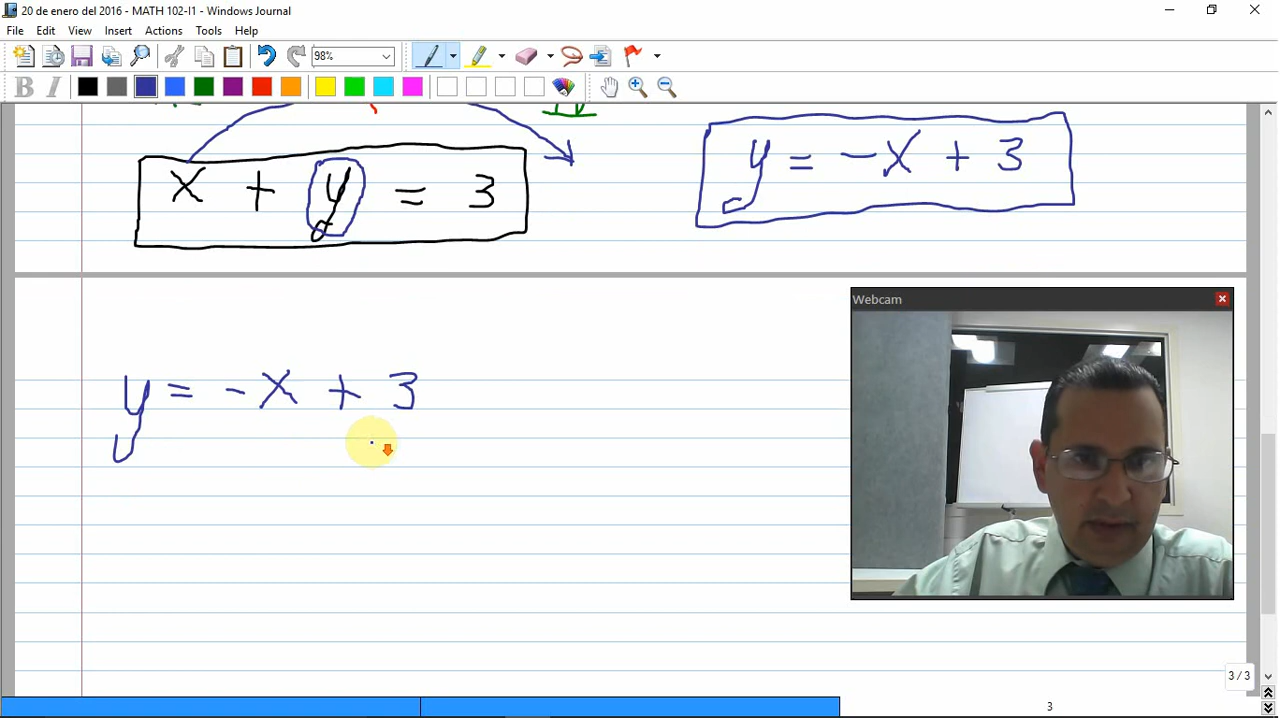 20 de enero del 2016 - MATH 102-I1 - Windows Journal
File Edit View Insert Actions Tools Help
98%
B I
IV
x + y = 3
y = -x + 3
Webcam
y = -x + 3
3 / 3
3